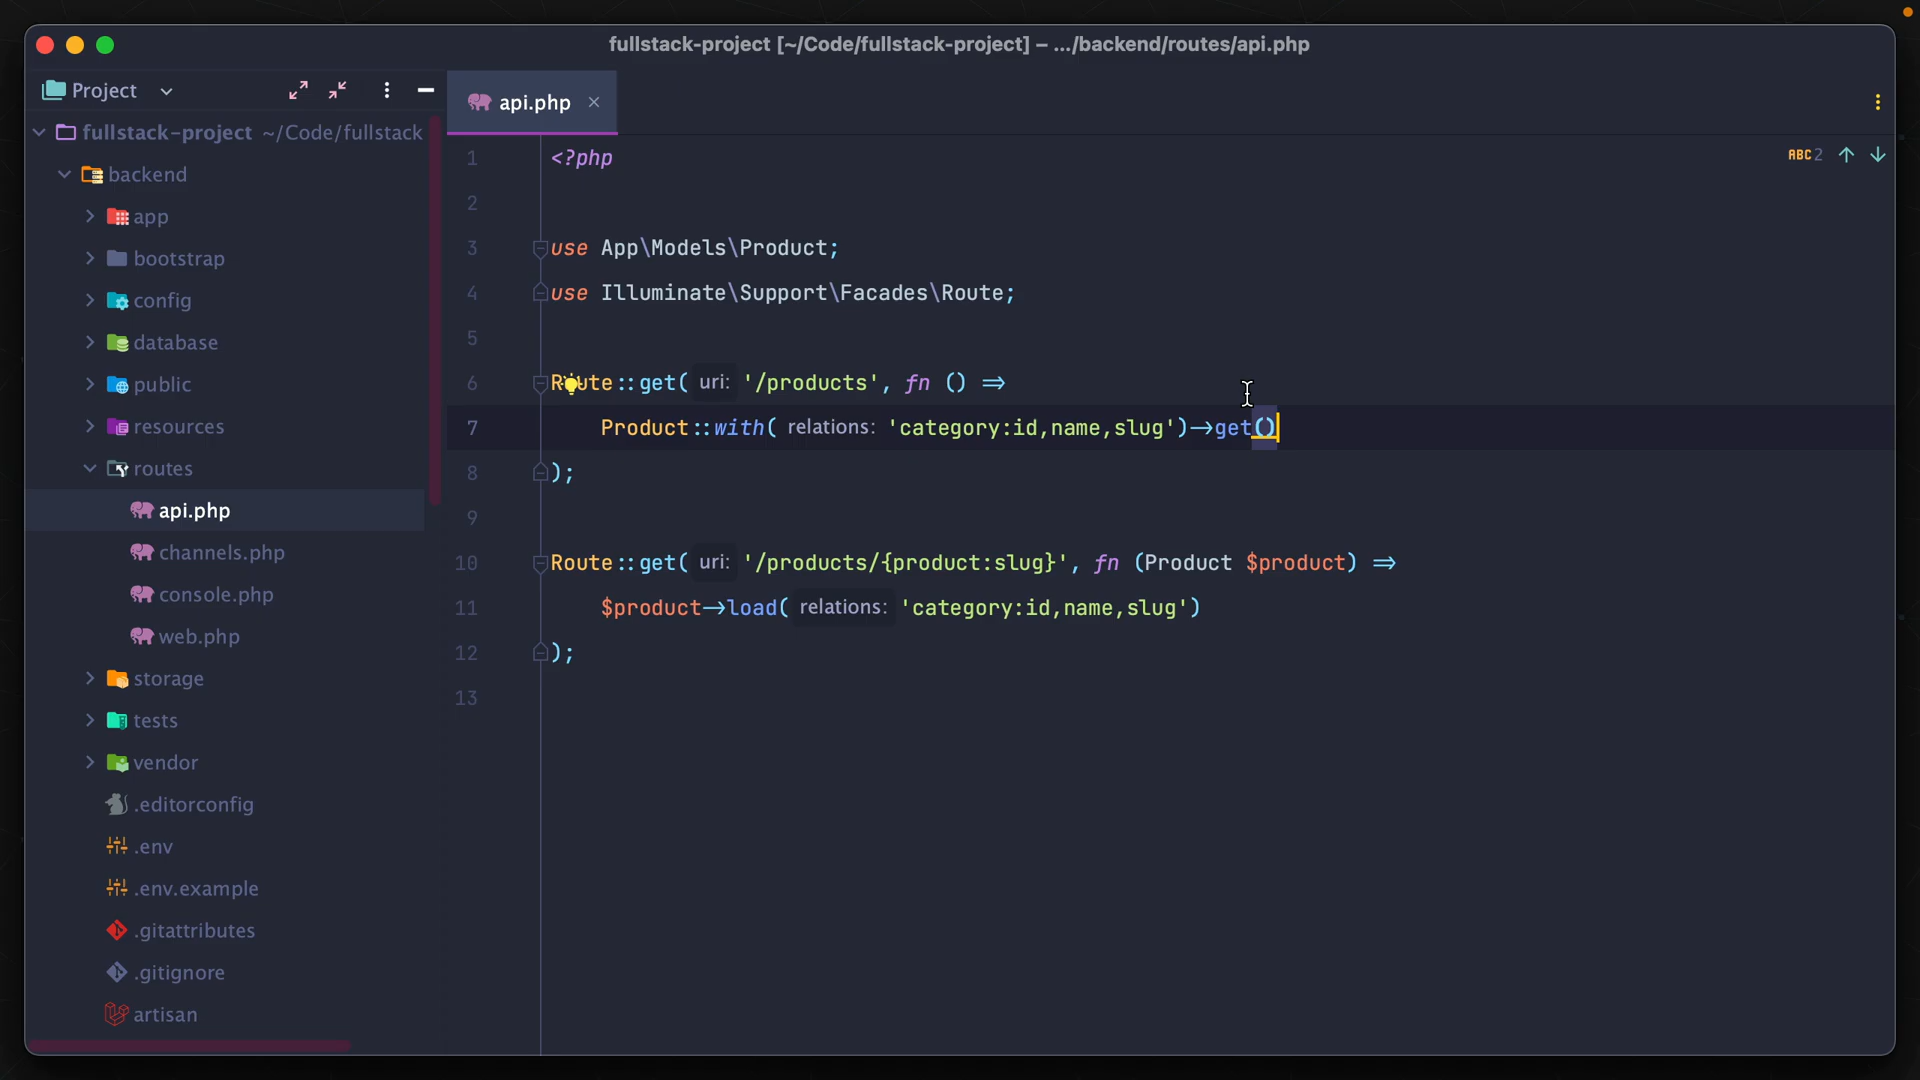 fullstack-project [~/Code/fullstack-project] – .../backend/routes/api.php
Project
api.php
fullstack-project ~/Code/fullstack
backend
app
bootstrap
config
database
public
resources
routes
api.php
channels.php
console.php
web.php
storage
tests
vendor
.editorconfig
.env
.env.example
.gitattributes
.gitignore
artisan
ABC 2
1 <?php
2
3 use App\Models\Product;
4 use Illuminate\Support\Facades\Route;
5
6 Route::get( uri: '/products', fn () =>
7 Product::with( relations: 'category:id,name,slug')->get()
8 );
9
10 Route::get( uri: '/products/{product:slug}', fn (Product $product) =>
11 $product->load( relations: 'category:id,name,slug')
12 );
13